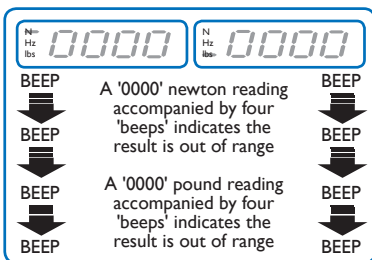 N
Hz
lbs
0000
N
Hz
lbs
0000
BEEP
BEEP
BEEP
BEEP
A '0000' newton reading
accompanied by four
'beeps' indicates the
result is out of range
A '0000' pound reading
accompanied by four
'beeps' indicates the
result is out of range
BEEP
BEEP
BEEP
BEEP